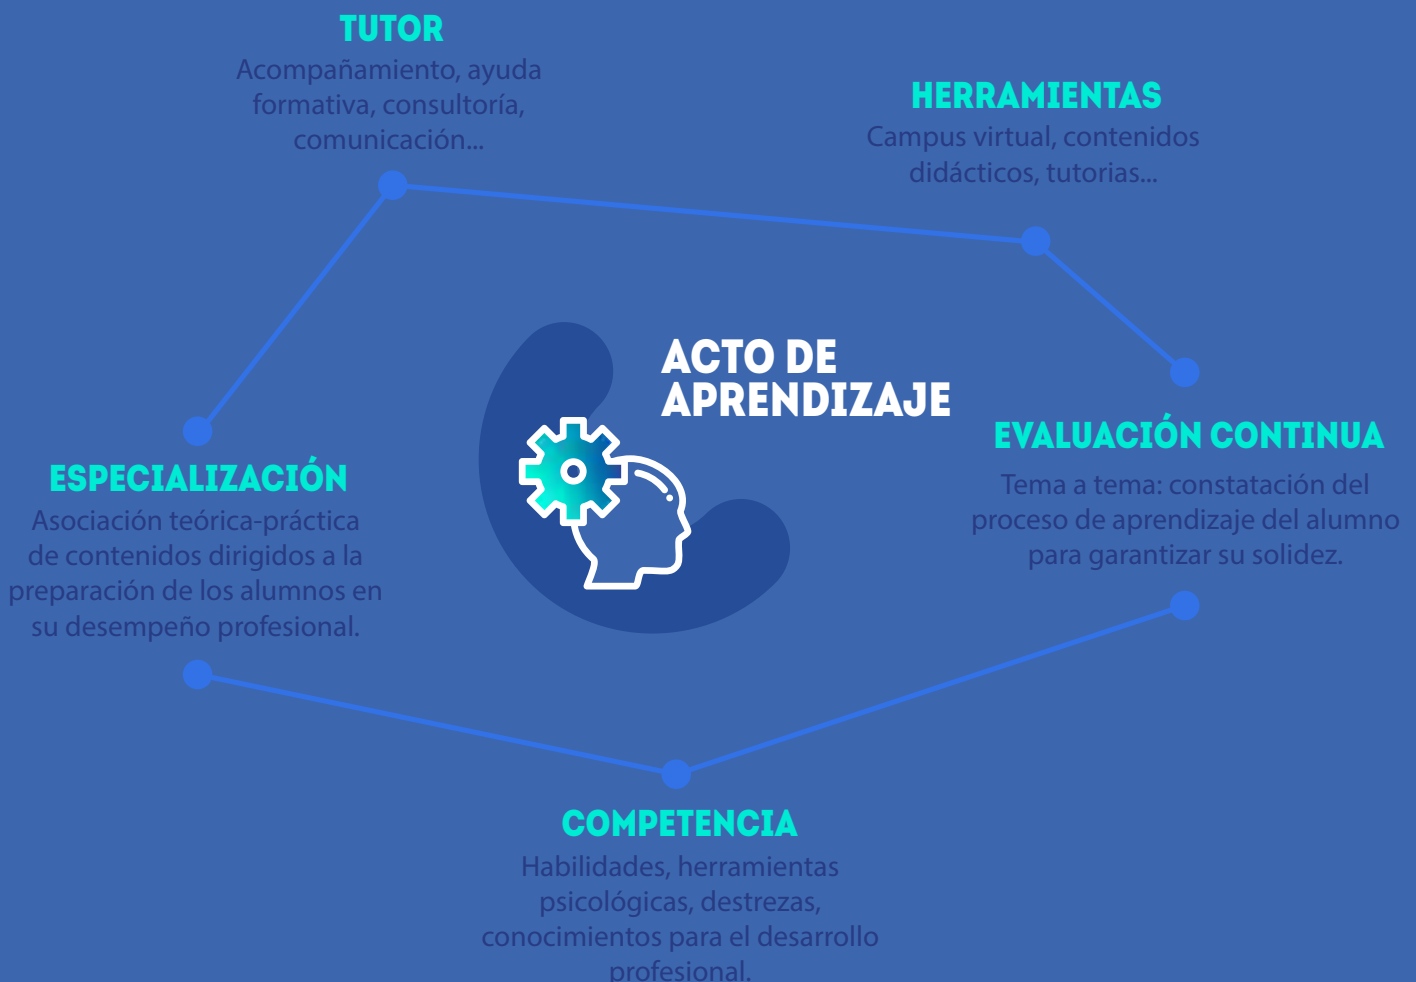 TUTOR
Acompañamiento, ayuda
formativa, consultoría,
comunicación...
HERRAMIENTAS
Campus virtual, contenidos
didácticos, tutorias...
ACTO DE
APRENDIZAJE
EVALUACIÓN CONTINUA
Tema a tema: constatación del
proceso de aprendizaje del alumno
para garantizar su solidez.
ESPECIALIZACIÓN
Asociación teórica-práctica
de contenidos dirigidos a la
preparación de los alumnos en
su desempeño profesional.
COMPETENCIA
Habilidades, herramientas
psicológicas, destrezas,
conocimientos para el desarrollo
profesional.